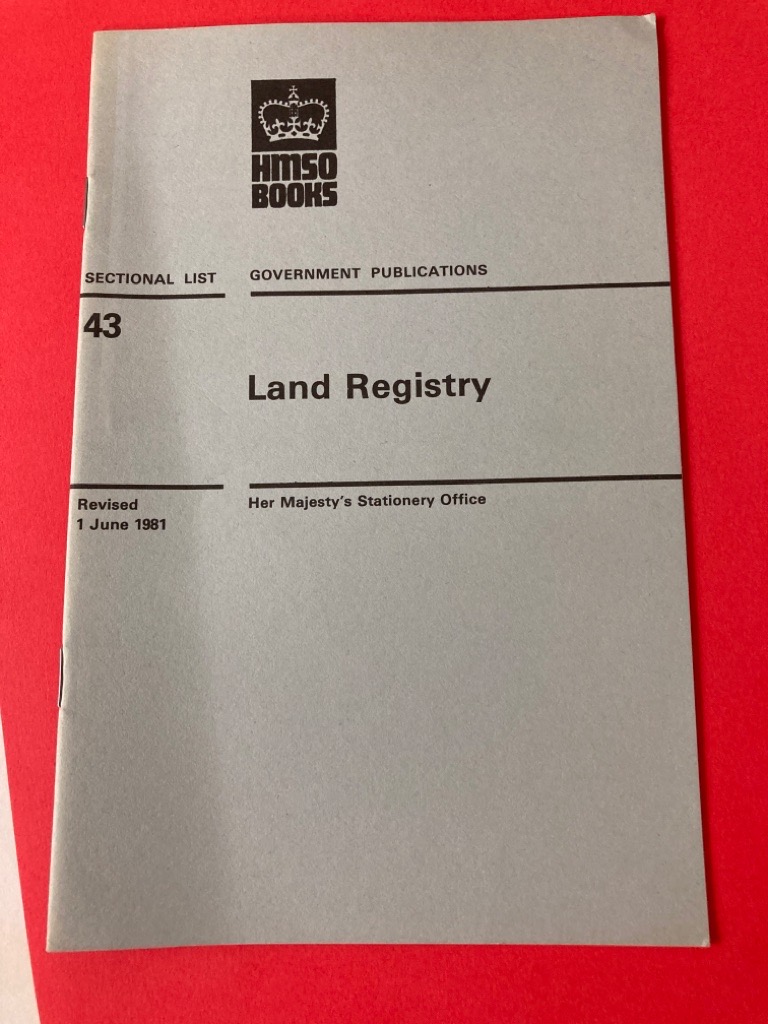 HMSO
BOOKS
SECTIONAL LIST
GOVERNMENT PUBLICATIONS
43
Land Registry
Revised
1 June 1981
Her Majesty's Stationery Office